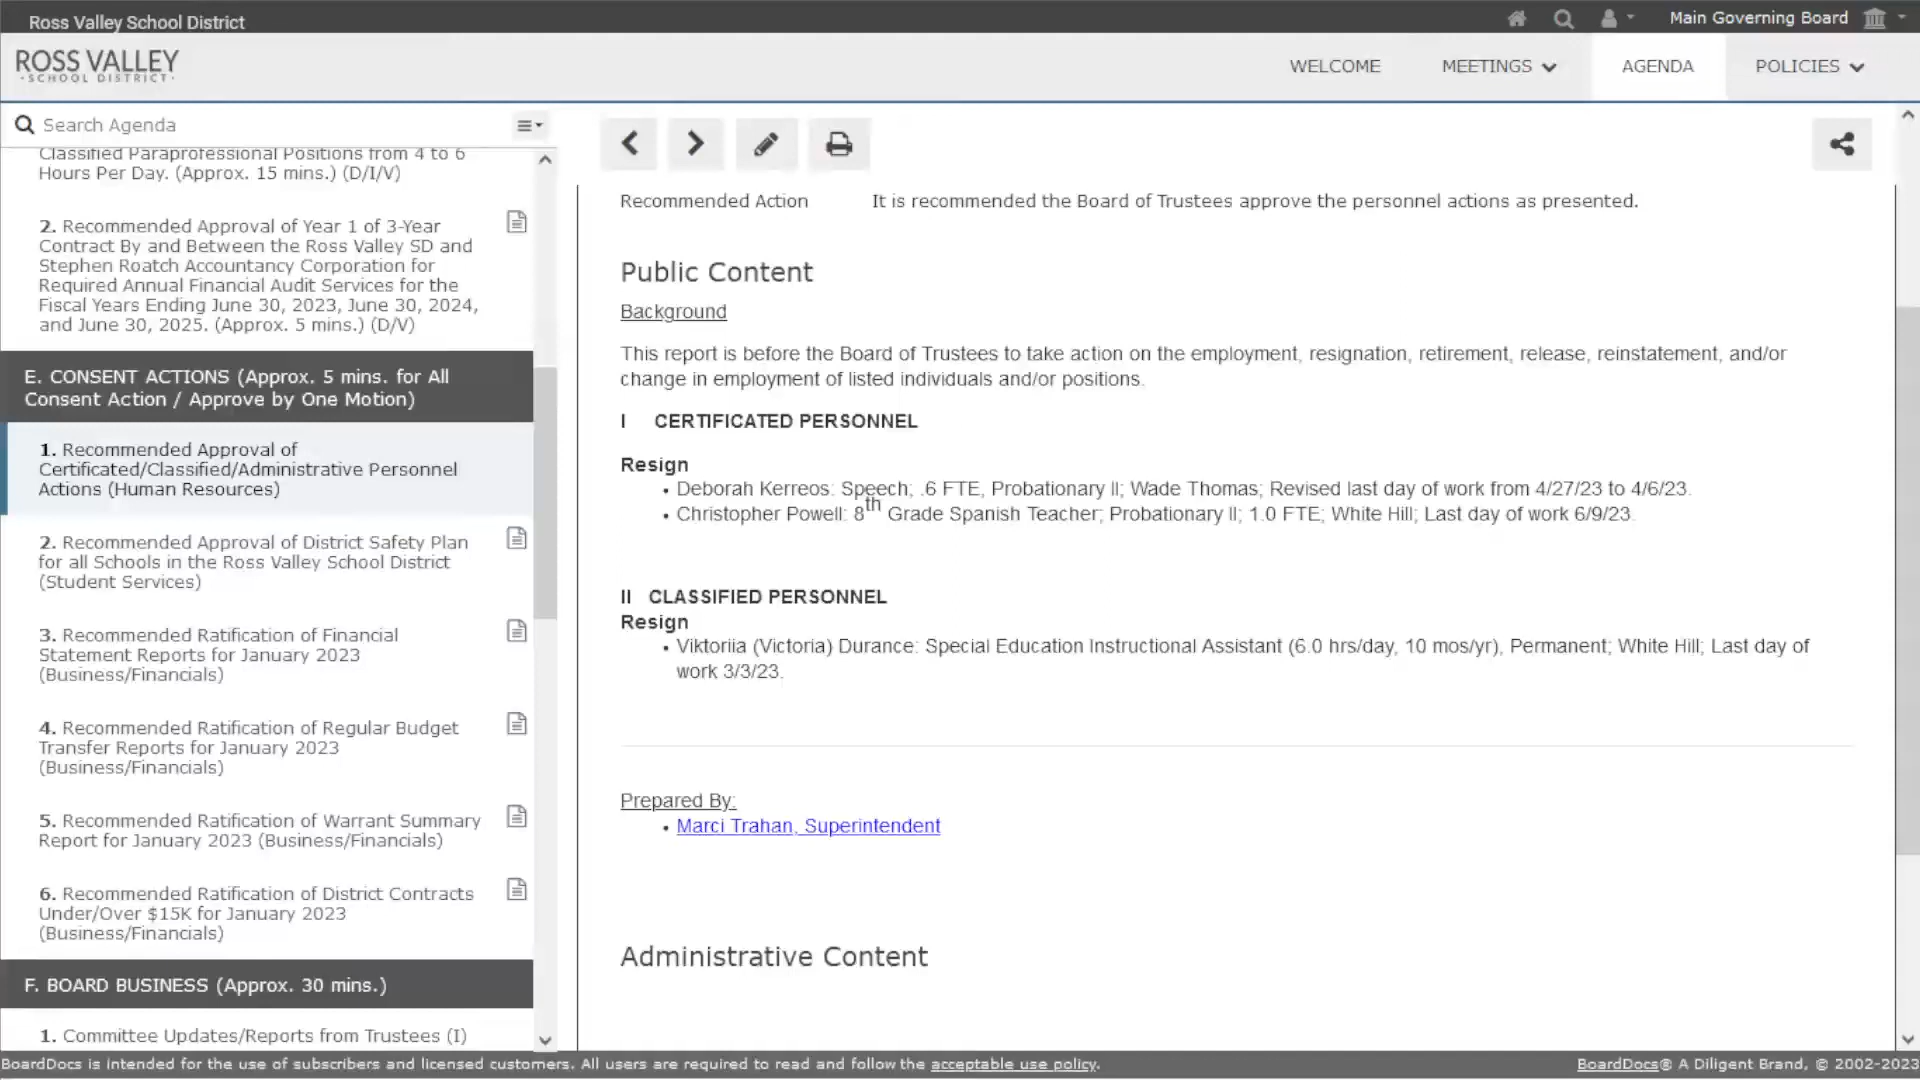 Ross Valley School District
Main Governing Board
ROSS VALLEY
·SCHOOL DISTRICT·
WELCOME
MEETINGS
AGENDA
POLICIES
Search Agenda
Classified Paraprofessional Positions from 4 to 6
Hours Per Day. (Approx. 15 mins.) (D/I/V)
2. Recommended Approval of Year 1 of 3-Year
Contract By and Between the Ross Valley SD and
Stephen Roatch Accountancy Corporation for
Required Annual Financial Audit Services for the
Fiscal Years Ending June 30, 2023, June 30, 2024,
and June 30, 2025. (Approx. 5 mins.) (D/V)
E. CONSENT ACTIONS (Approx. 5 mins. for All
Consent Action / Approve by One Motion)
1. Recommended Approval of
Certificated/Classified/Administrative Personnel
Actions (Human Resources)
2. Recommended Approval of District Safety Plan
for all Schools in the Ross Valley School District
(Student Services)
3. Recommended Ratification of Financial
Statement Reports for January 2023
(Business/Financials)
4. Recommended Ratification of Regular Budget
Transfer Reports for January 2023
(Business/Financials)
5. Recommended Ratification of Warrant Summary
Report for January 2023 (Business/Financials)
6. Recommended Ratification of District Contracts
Under/Over $15K for January 2023
(Business/Financials)
F. BOARD BUSINESS (Approx. 30 mins.)
1. Committee Updates/Reports from Trustees (I)
Recommended Action It is recommended the Board of Trustees approve the personnel actions as presented.
Public Content
Background
This report is before the Board of Trustees to take action on the employment, resignation, retirement, release, reinstatement, and/or
change in employment of listed individuals and/or positions.
I CERTIFICATED PERSONNEL
Resign
• Deborah Kerreos: Speech; .6 FTE, Probationary II; Wade Thomas; Revised last day of work from 4/27/23 to 4/6/23.
• Christopher Powell: 8th Grade Spanish Teacher; Probationary II; 1.0 FTE; White Hill; Last day of work 6/9/23.
II CLASSIFIED PERSONNEL
Resign
• Viktoriia (Victoria) Durance: Special Education Instructional Assistant (6.0 hrs/day, 10 mos/yr), Permanent; White Hill; Last day of
work 3/3/23.
Prepared By:
• Marci Trahan, Superintendent
Administrative Content
BoardDocs is intended for the use of subscribers and licensed customers. All users are required to read and follow the acceptable use policy.
BoardDocs® A Diligent Brand, © 2002-2023